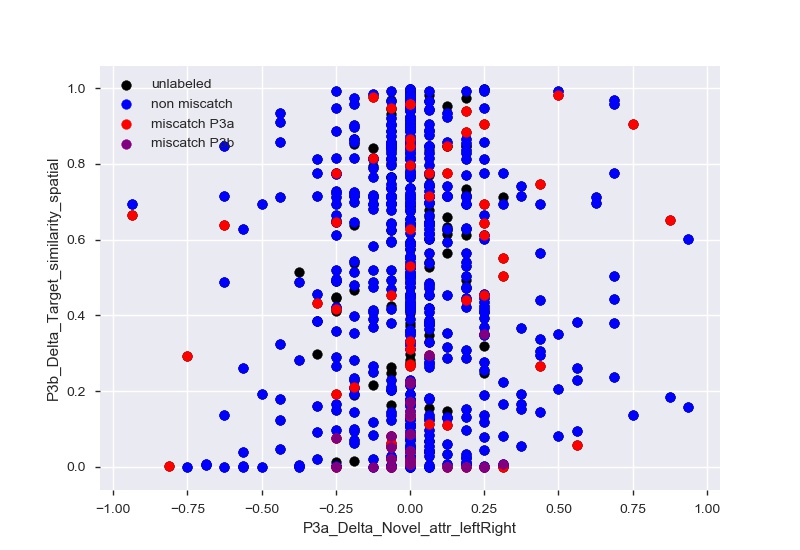 unlabeled
non miscatch
miscatch P3a
miscatch P3b
1.0
0.8
0.6
0.4
0.2
0.0
P3b_Delta_Target_similarity_spatial
−1.00 −0.75 −0.50 −0.25 0.00 0.25 0.50 0.75 1.00
P3a_Delta_Novel_attr_leftRight